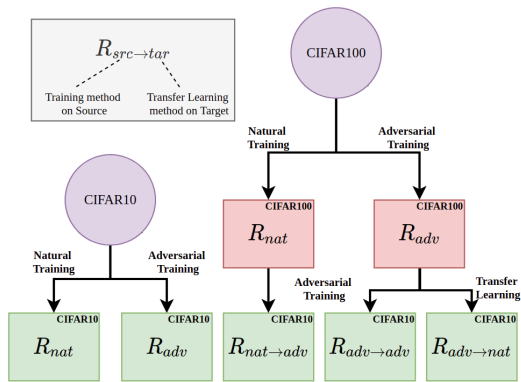 R_{src→tar}
Training method
on Source
Transfer Learning
method on Target
CIFAR100
Natural
Training
Adversarial
Training
CIFAR10
CIFAR100
R_{nat}
CIFAR100
R_{adv}
Natural
Training
Adversarial
Training
Adversarial
Training
Transfer
Learning
CIFAR10
R_{nat}
CIFAR10
R_{adv}
CIFAR10
R_{nat→adv}
CIFAR10
R_{adv→adv}
CIFAR10
R_{adv→nat}